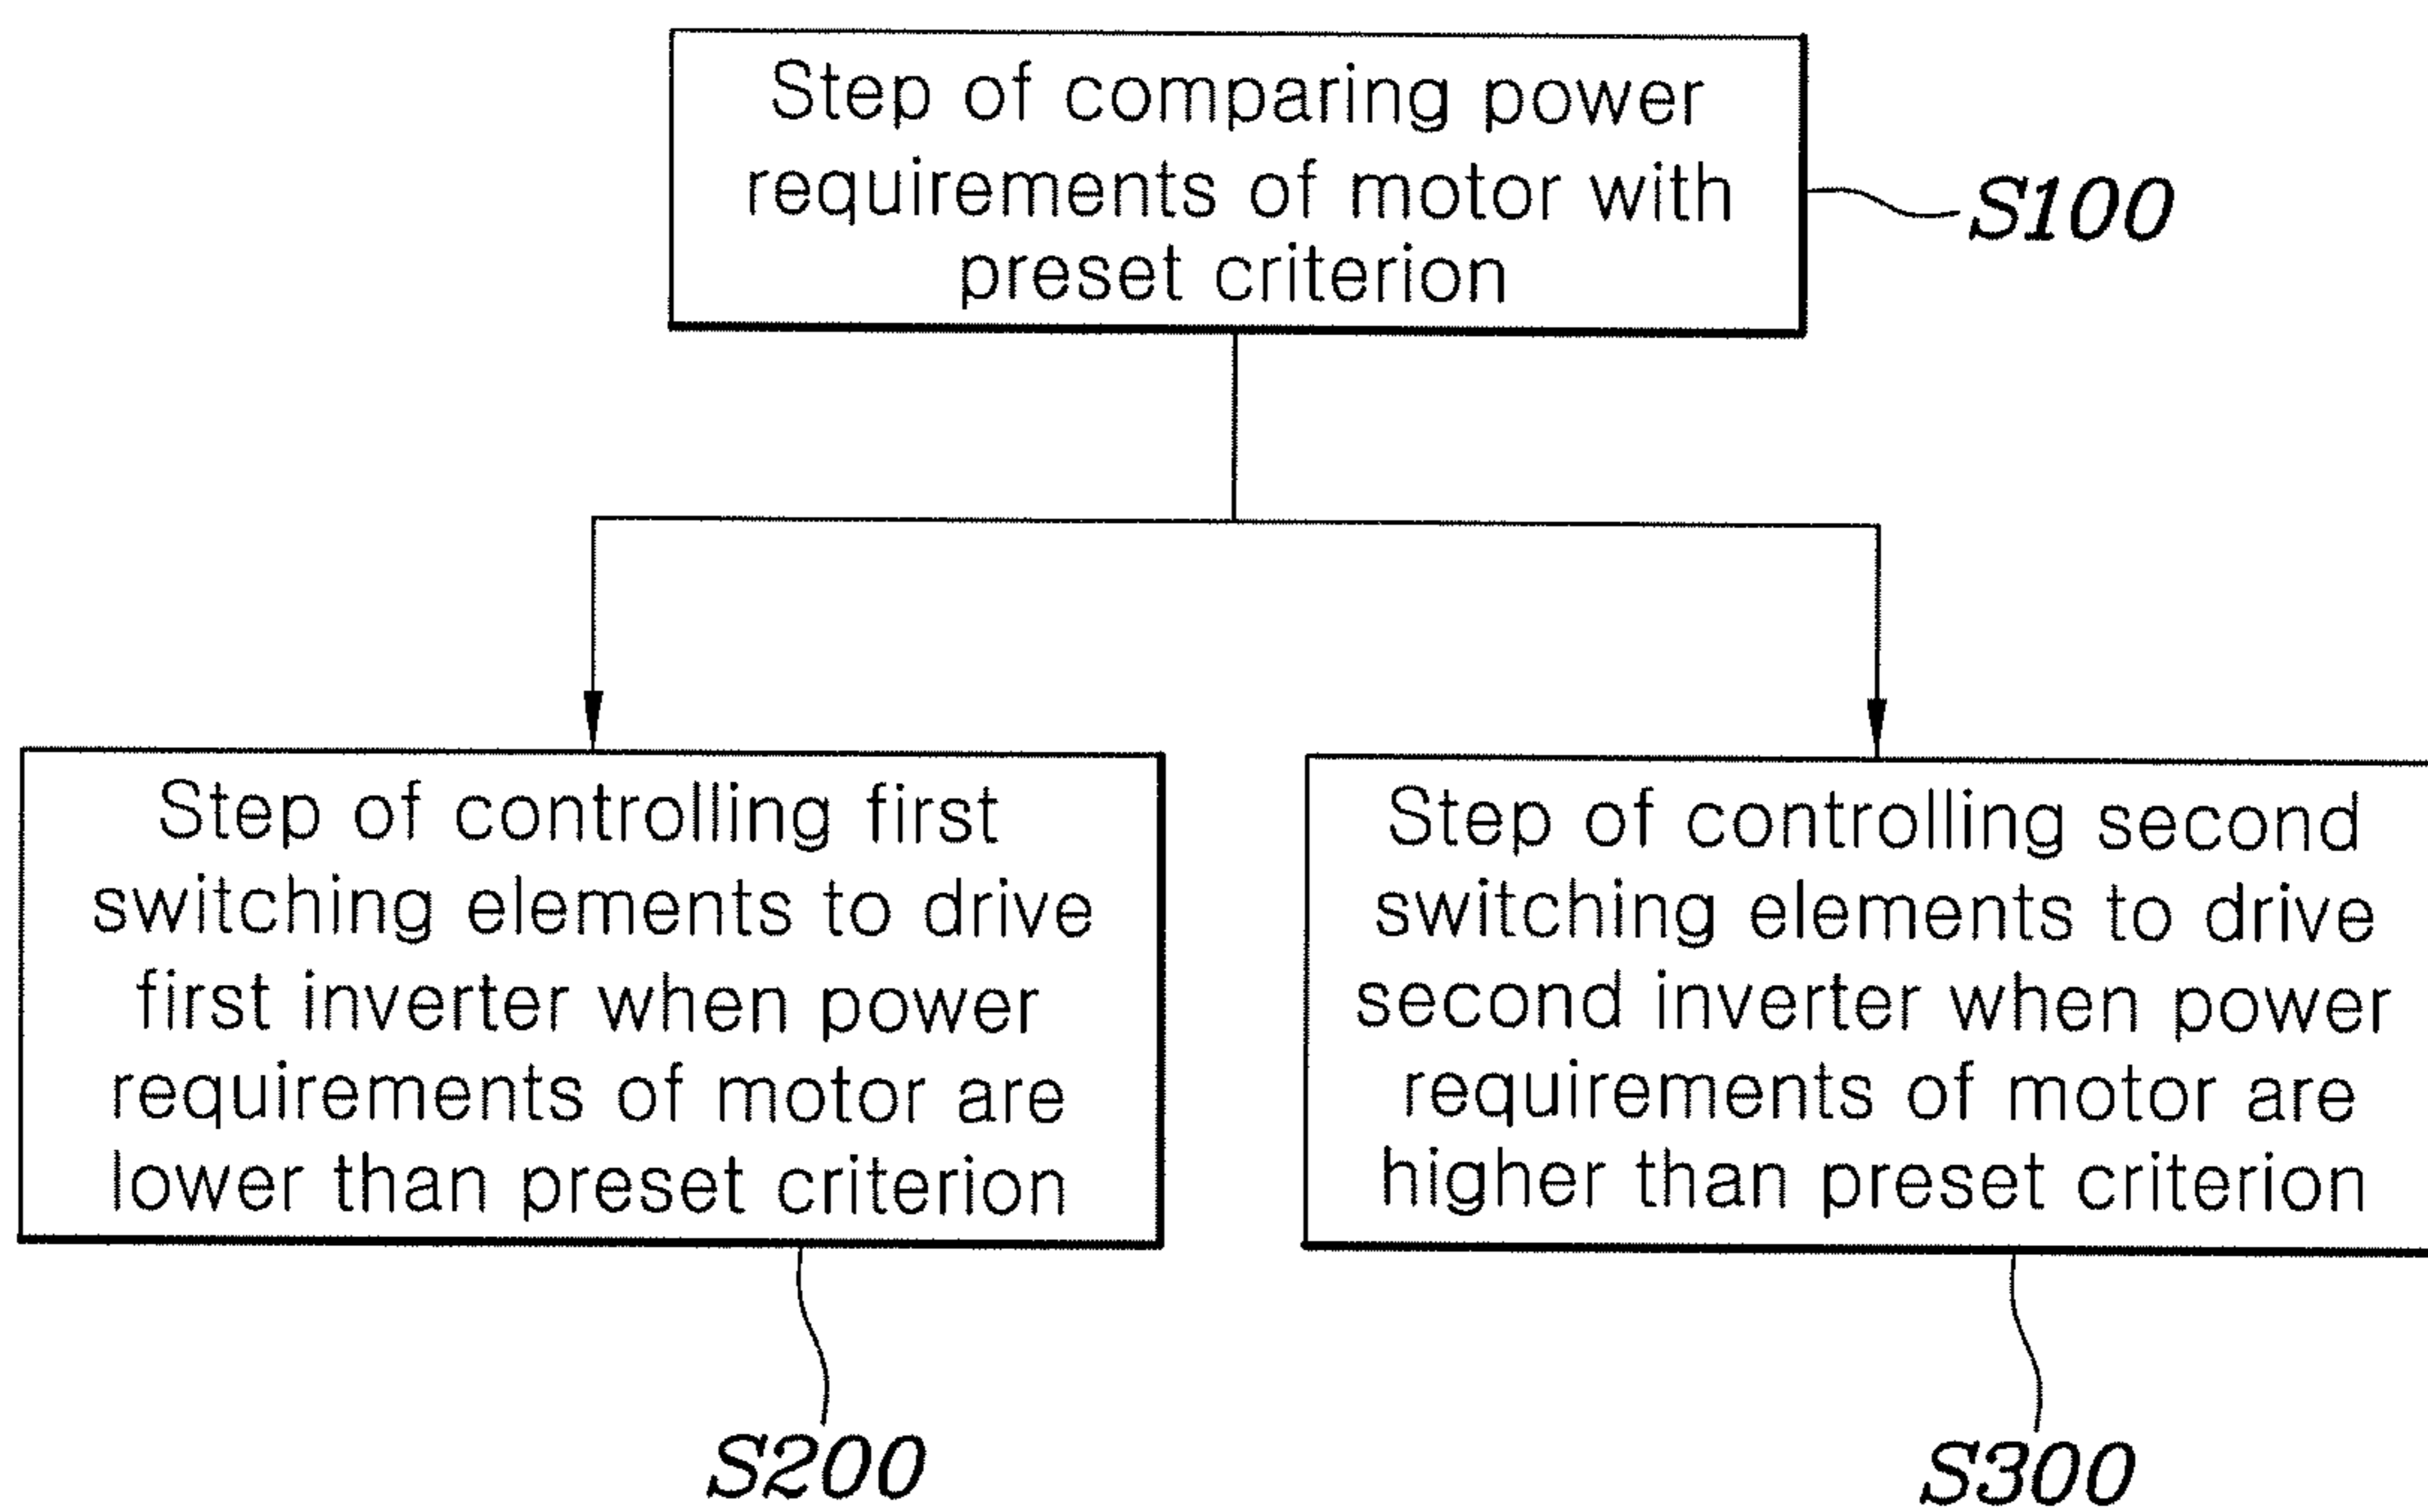 Step of comparing power
requirements of motor with
preset criterion
S100
Step of controlling first
switching elements to drive
first inverter when power
requirements of motor are
lower than preset criterion
S200
Step of controlling second
switching elements to drive
second inverter when power
requirements of motor are
higher than preset criterion
S300